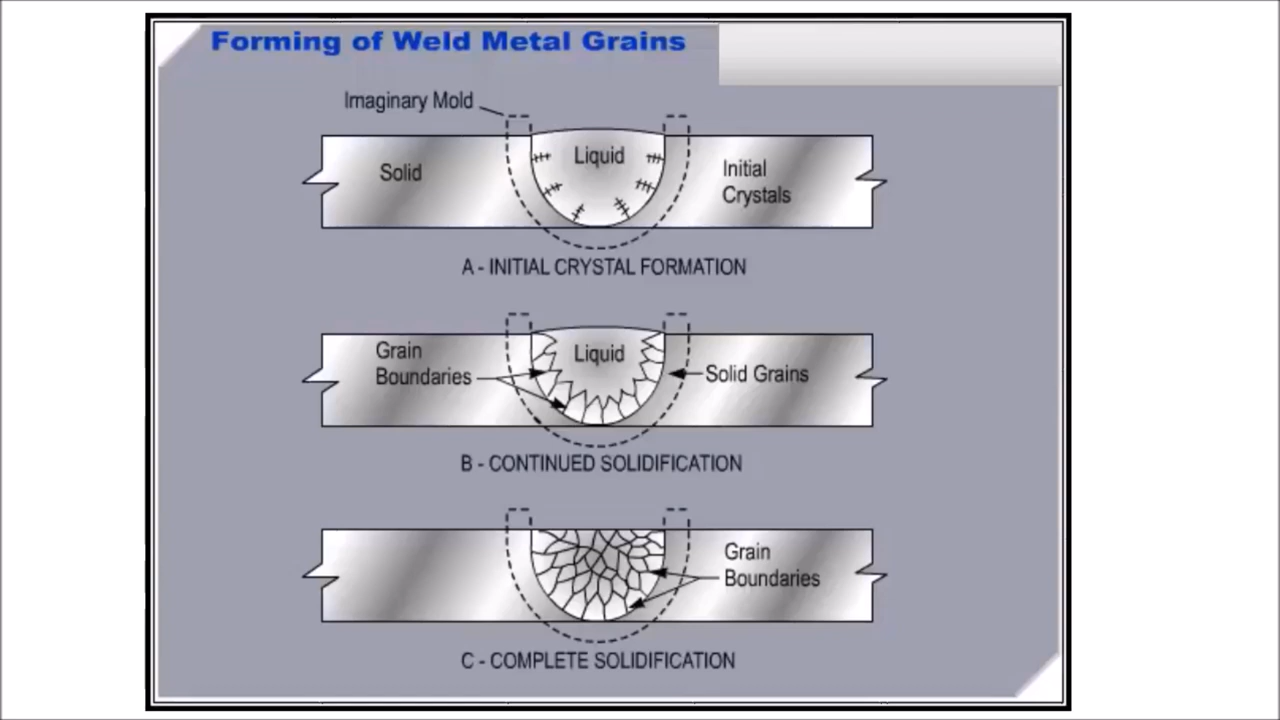 Forming of Weld Metal Grains
Imaginary Mold
Solid
Liquid
Initial
Crystals
A - INITIAL CRYSTAL FORMATION
Grain
Boundaries
Liquid
Solid Grains
B - CONTINUED SOLIDIFICATION
Grain
Boundaries
C - COMPLETE SOLIDIFICATION